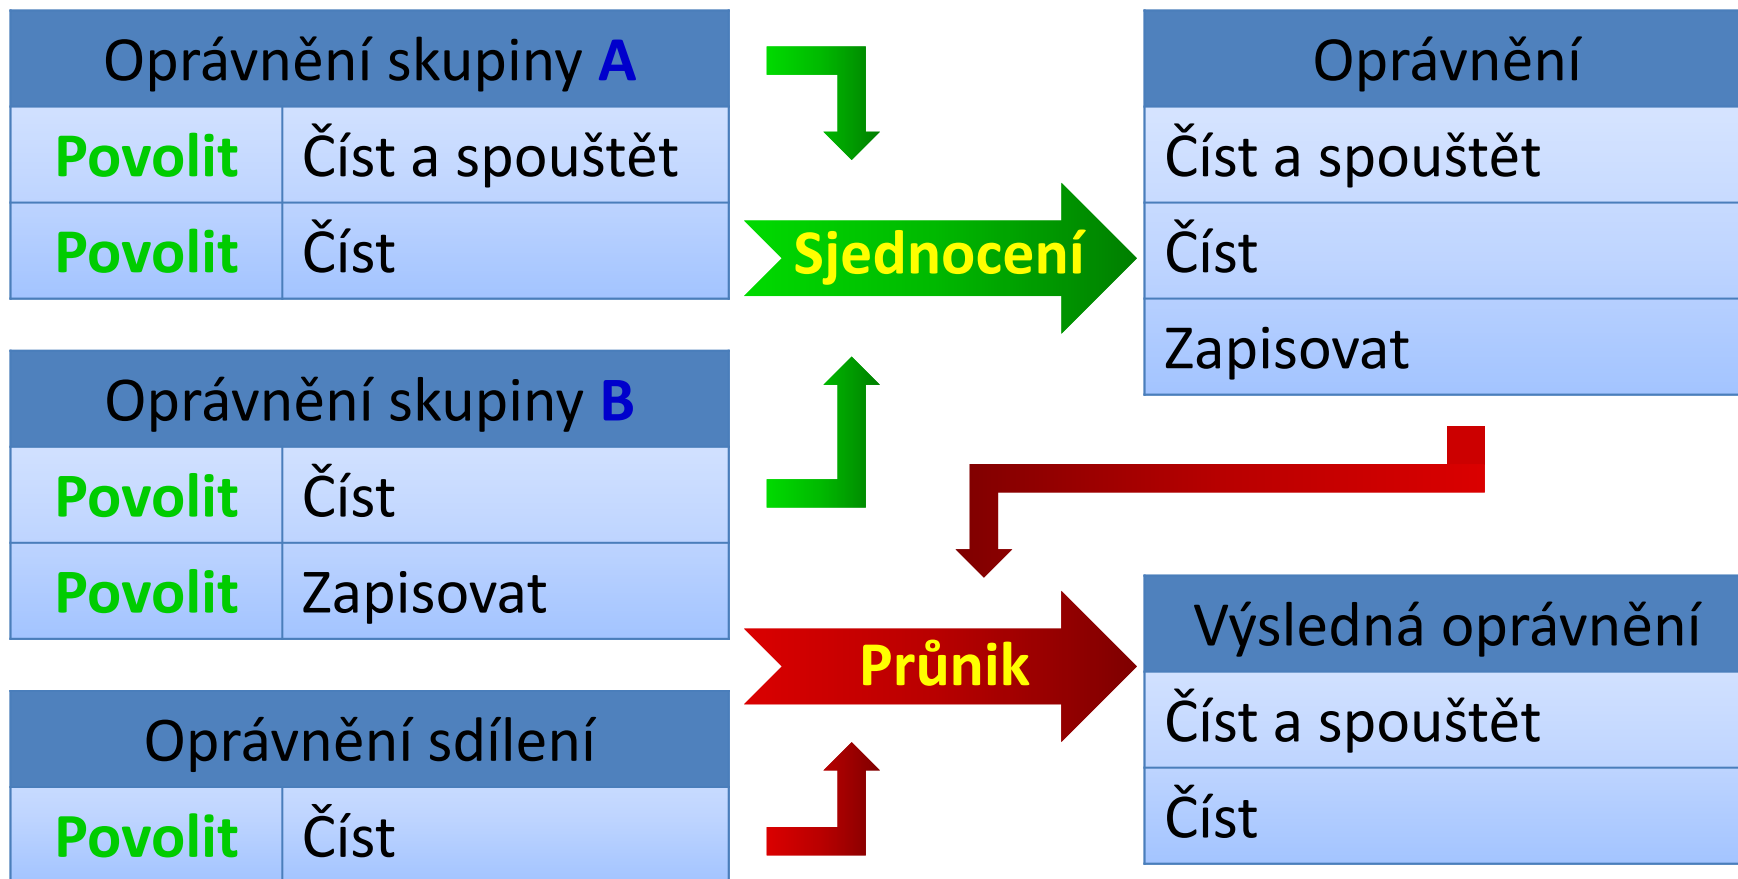 Oprávnění skupiny A
Povolit Číst a spouštět
Povolit Číst
Oprávnění skupiny B
Povolit Číst
Povolit Zapisovat
Oprávnění sdílení
Povolit Číst
Sjednocení
Průnik
Oprávnění
Číst a spouštět
Číst
Zapisovat
Výsledná oprávnění
Číst a spouštět
Číst